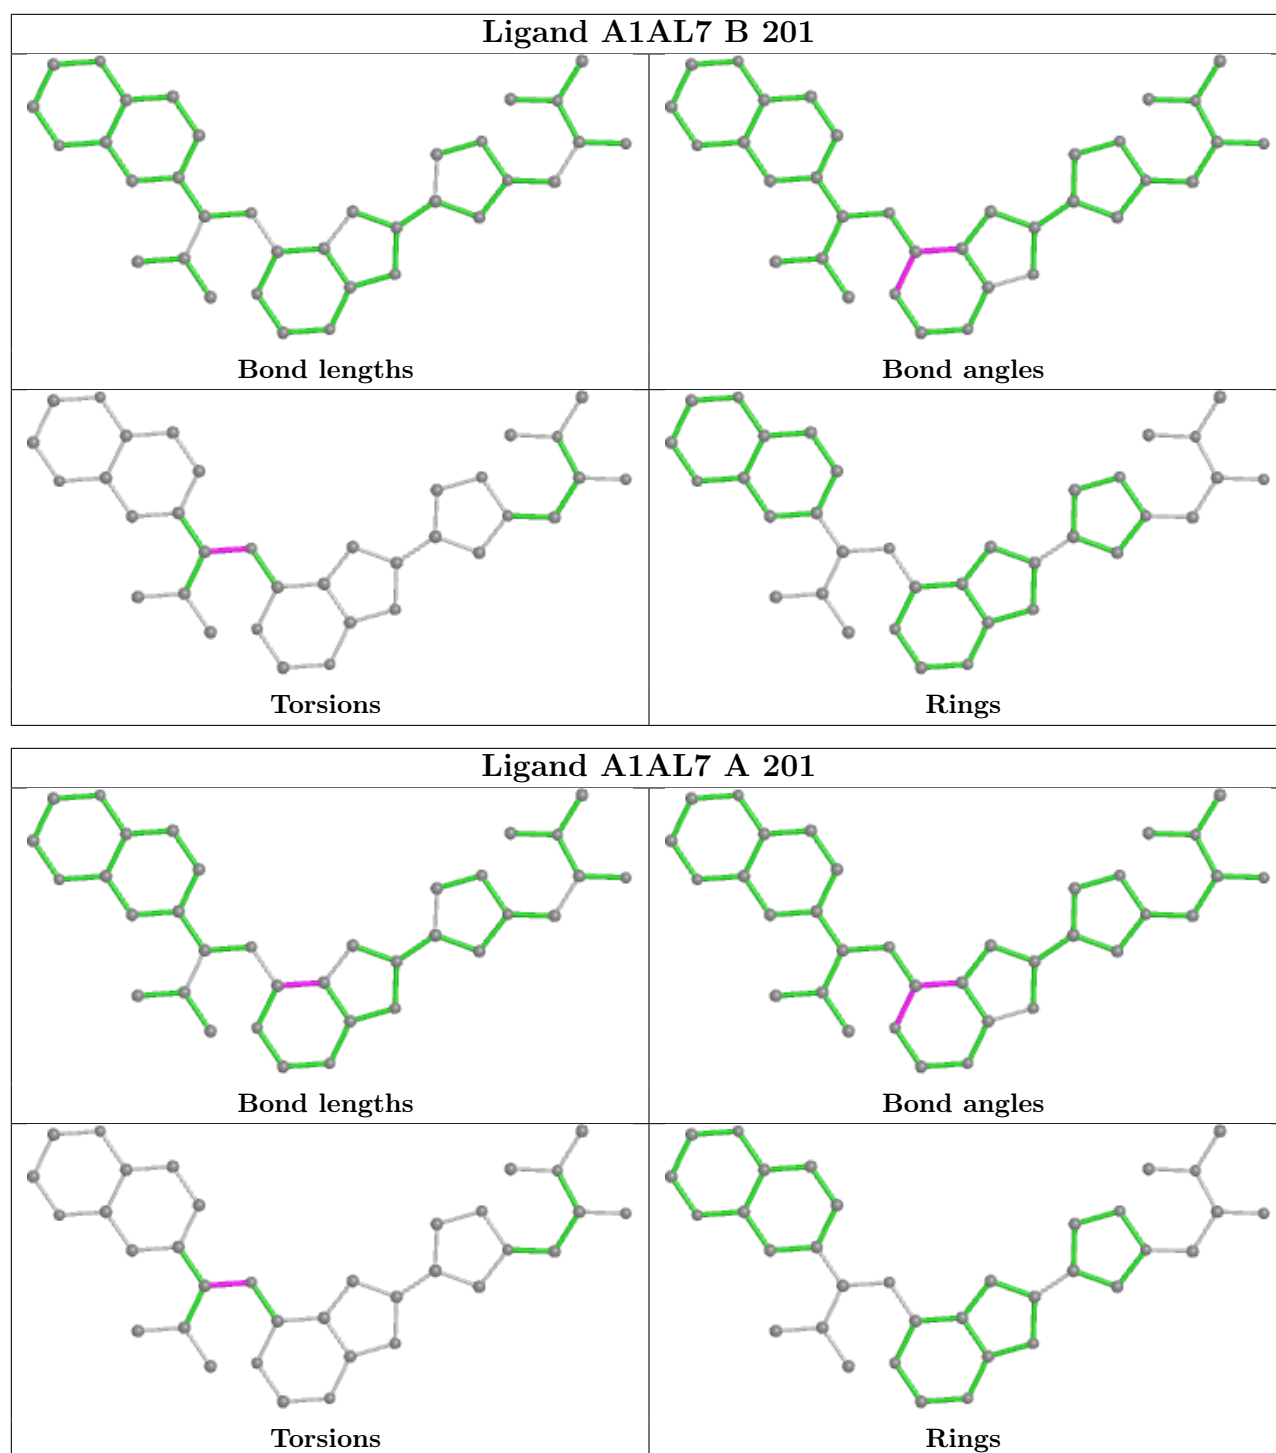 Ligand A1AL7 B 201
Bond lengths
Bond angles
Torsions
Rings
Ligand A1AL7 A 201
Bond lengths
Bond angles
Torsions
Rings